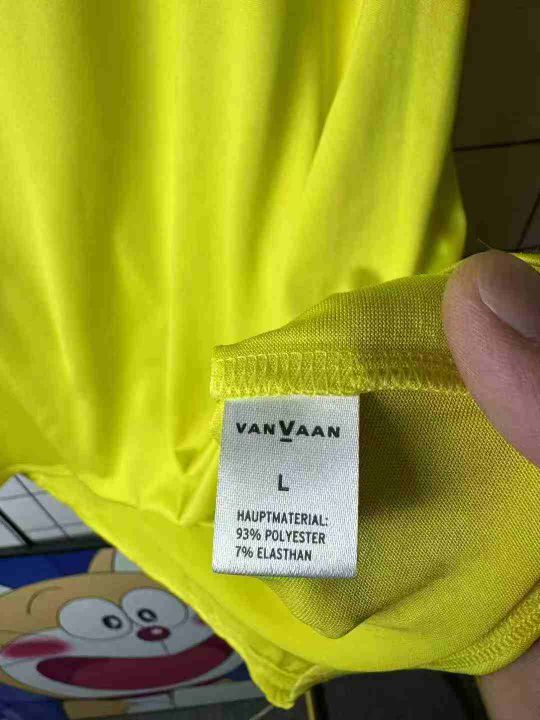 VANVAAN
L
HAUPTMATERIAL:
93% POLYESTER
7% ELASTHAN